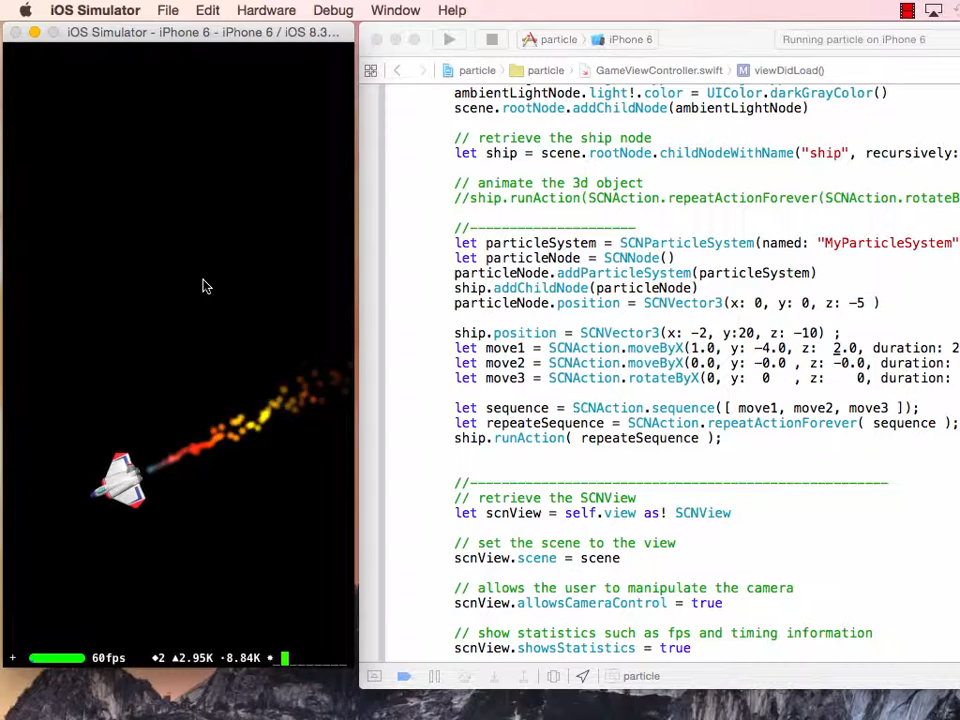 iOS Simulator File Edit Hardware Debug Window Help
iOS Simulator - iPhone 6 - iPhone 6 / iOS 8.3...
particle iPhone 6 Running particle on iPhone 6
particle particle GameViewController.swift M viewDidLoad()
ambientLightNode.light!.color = UIColor.darkGrayColor()
scene.rootNode.addChildNode(ambientLightNode)
// retrieve the ship node
let ship = scene.rootNode.childNodeWithName("ship", recursively:
// animate the 3d object
//ship.runAction(SCNAction.repeatActionForever(SCNAction.rotateB
//---------------------
let particleSystem = SCNParticleSystem(named: "MyParticleSystem"
let particleNode = SCNNode()
particleNode.addParticleSystem(particleSystem)
ship.addChildNode(particleNode)
particleNode.position = SCNVector3(x: 0, y: 0, z: -5 )
ship.position = SCNVector3(x: -2, y:20, z: -10) ;
let move1 = SCNAction.moveByX(1.0, y: -4.0, z: 2.0, duration: 2
let move2 = SCNAction.moveByX(0.0, y: -0.0 , z: -0.0, duration:
let move3 = SCNAction.rotateByX(0, y: 0 , z: 0, duration:
let sequence = SCNAction.sequence([ move1, move2, move3 ]);
let repeateSequence = SCNAction.repeatActionForever( sequence );
ship.runAction( repeateSequence );
//-----------------------------------------------------
// retrieve the SCNView
let scnView = self.view as! SCNView
// set the scene to the view
scnView.scene = scene
// allows the user to manipulate the camera
scnView.allowsCameraControl = true
// show statistics such as fps and timing information
scnView.showsStatistics = true
+ 60fps ◆2 ▲2.95K ·8.84K
particle